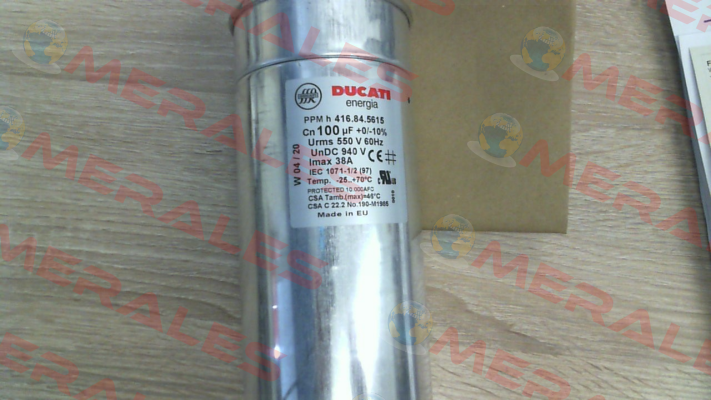 DUCATI
energia
PPM h 416.84.5615
Cn 100 µF +0/-10%
Urms 550 V 60Hz
UnDC 940 V
Imax 38A
IEC 1071-1/2 (97)
Temp. -25..+70°C
PROTECTED 10 000AFC
CSA Tamb.(max)=46°C
CSA C 22.2 No.190-M1985
Made in EU
W 04 / 20
CE
MERALES
MERALES
MERALES
MERALES
MERALES
MERALES